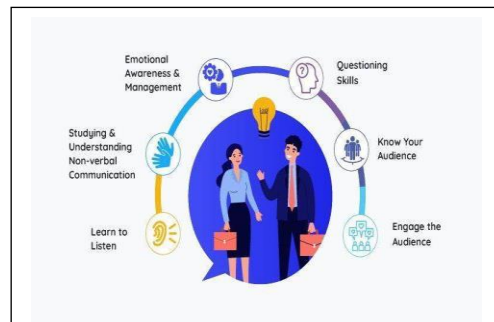 Emotional
Awareness &
Management
Questioning
Skills
Studying &
Understanding
Non-verbal
Communication
Know Your
Audience
Learn to
Listen
Engage the
Audience